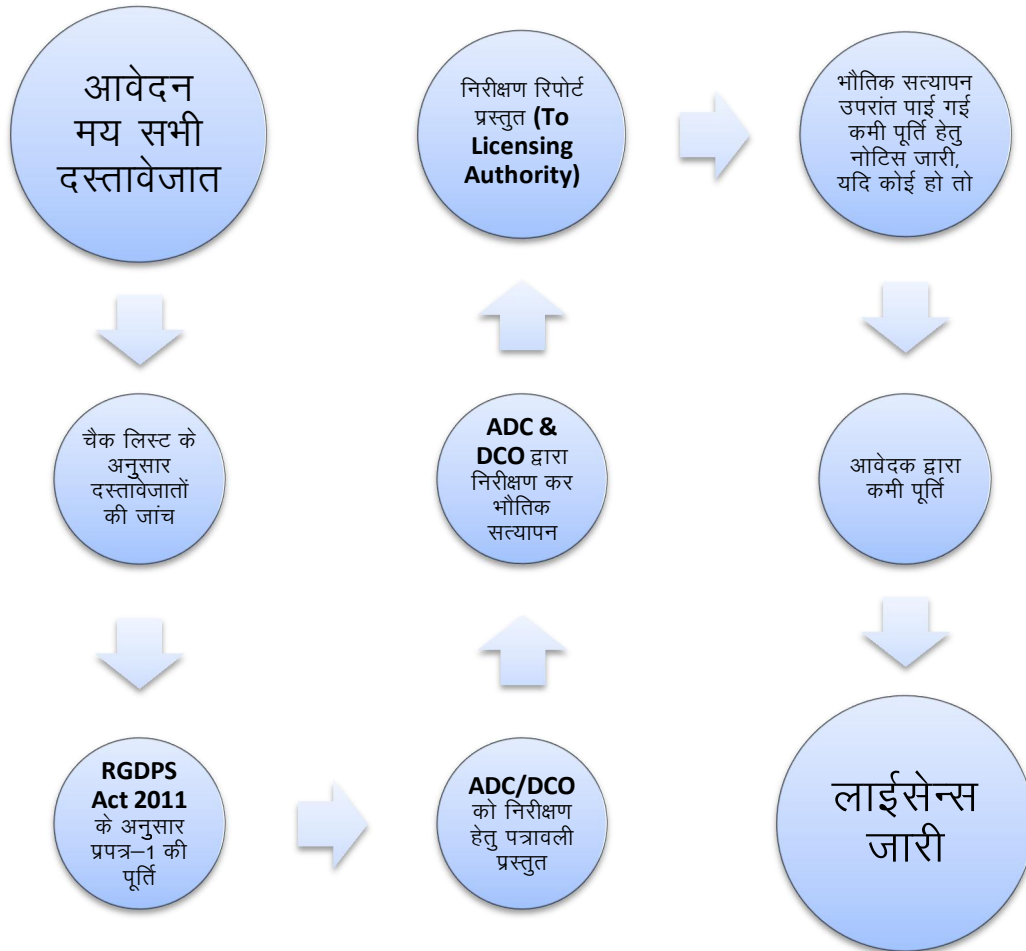 आवेदन
मय सभी
दस्तावेजात
चैक लिस्ट के
अनुसार
दस्तावेजातों
की जांच
RGDPS
Act 2011
के अनुसार
प्रपत्र–1 की
पूर्ति
ADC/DCO
को निरीक्षण
हेतु पत्रावली
प्रस्तुत
ADC &
DCO द्वारा
निरीक्षण कर
भौतिक
सत्यापन
निरीक्षण रिपोर्ट
प्रस्तुत (To
Licensing
Authority)
भौतिक सत्यापन
उपरांत पाई गई
कमी पूर्ति हेतु
नोटिस जारी,
यदि कोई हो तो
आवेदक द्वारा
कमी पूर्ति
लाईसेन्स
जारी